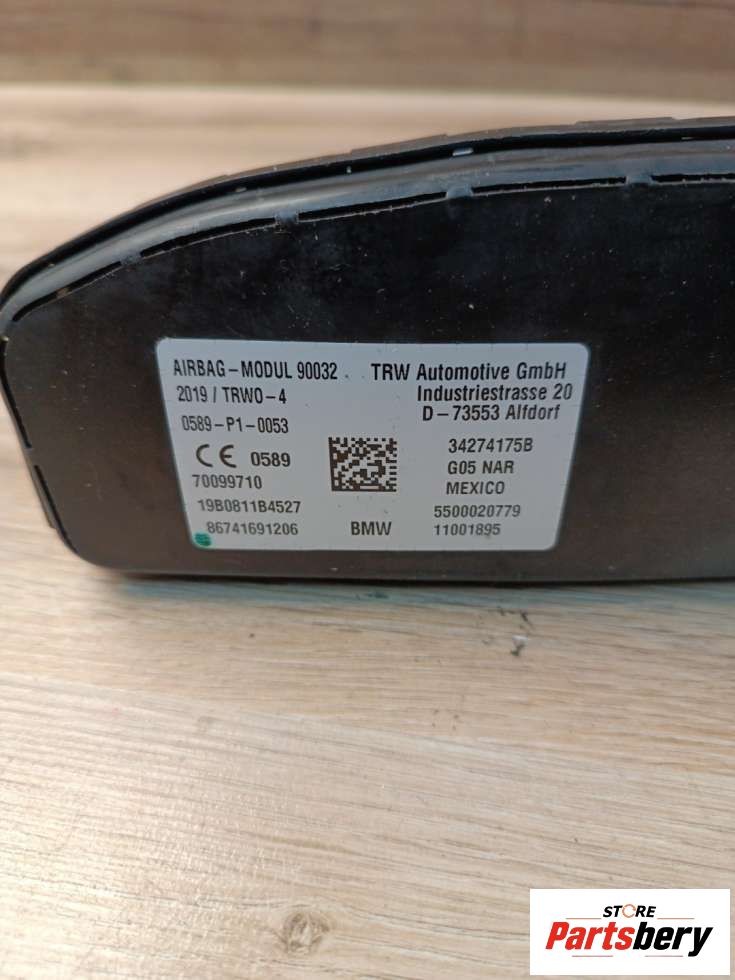 AIRBAG-MODUL 90032
2019 / TRWO-4
0589-P1-0053
CE 0589
70099710
19B0811B4527
86741691206
TRW Automotive GmbH
Industriestrasse 20
D-73553 Alfdorf
34274175B
G05 NAR
MEXICO
5500020779
BMW 11001895
STORE
Partsbery